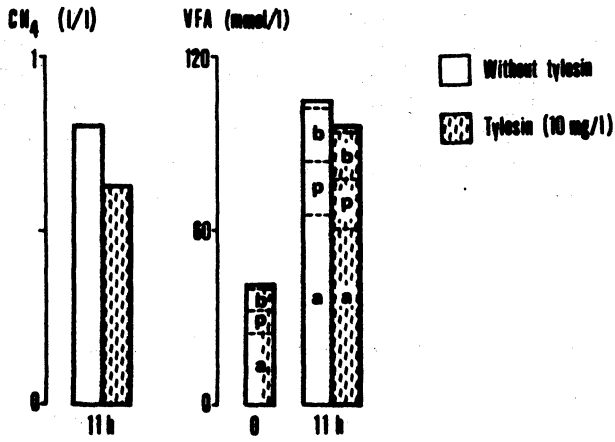 CH₄ (l/l)
VFA (mmol/l)
1
0
11 h
120
60
0
b
p
a
0
b
p
a
b
p
a
11 h
Without tylosin
Tylosin (10 mg/l)